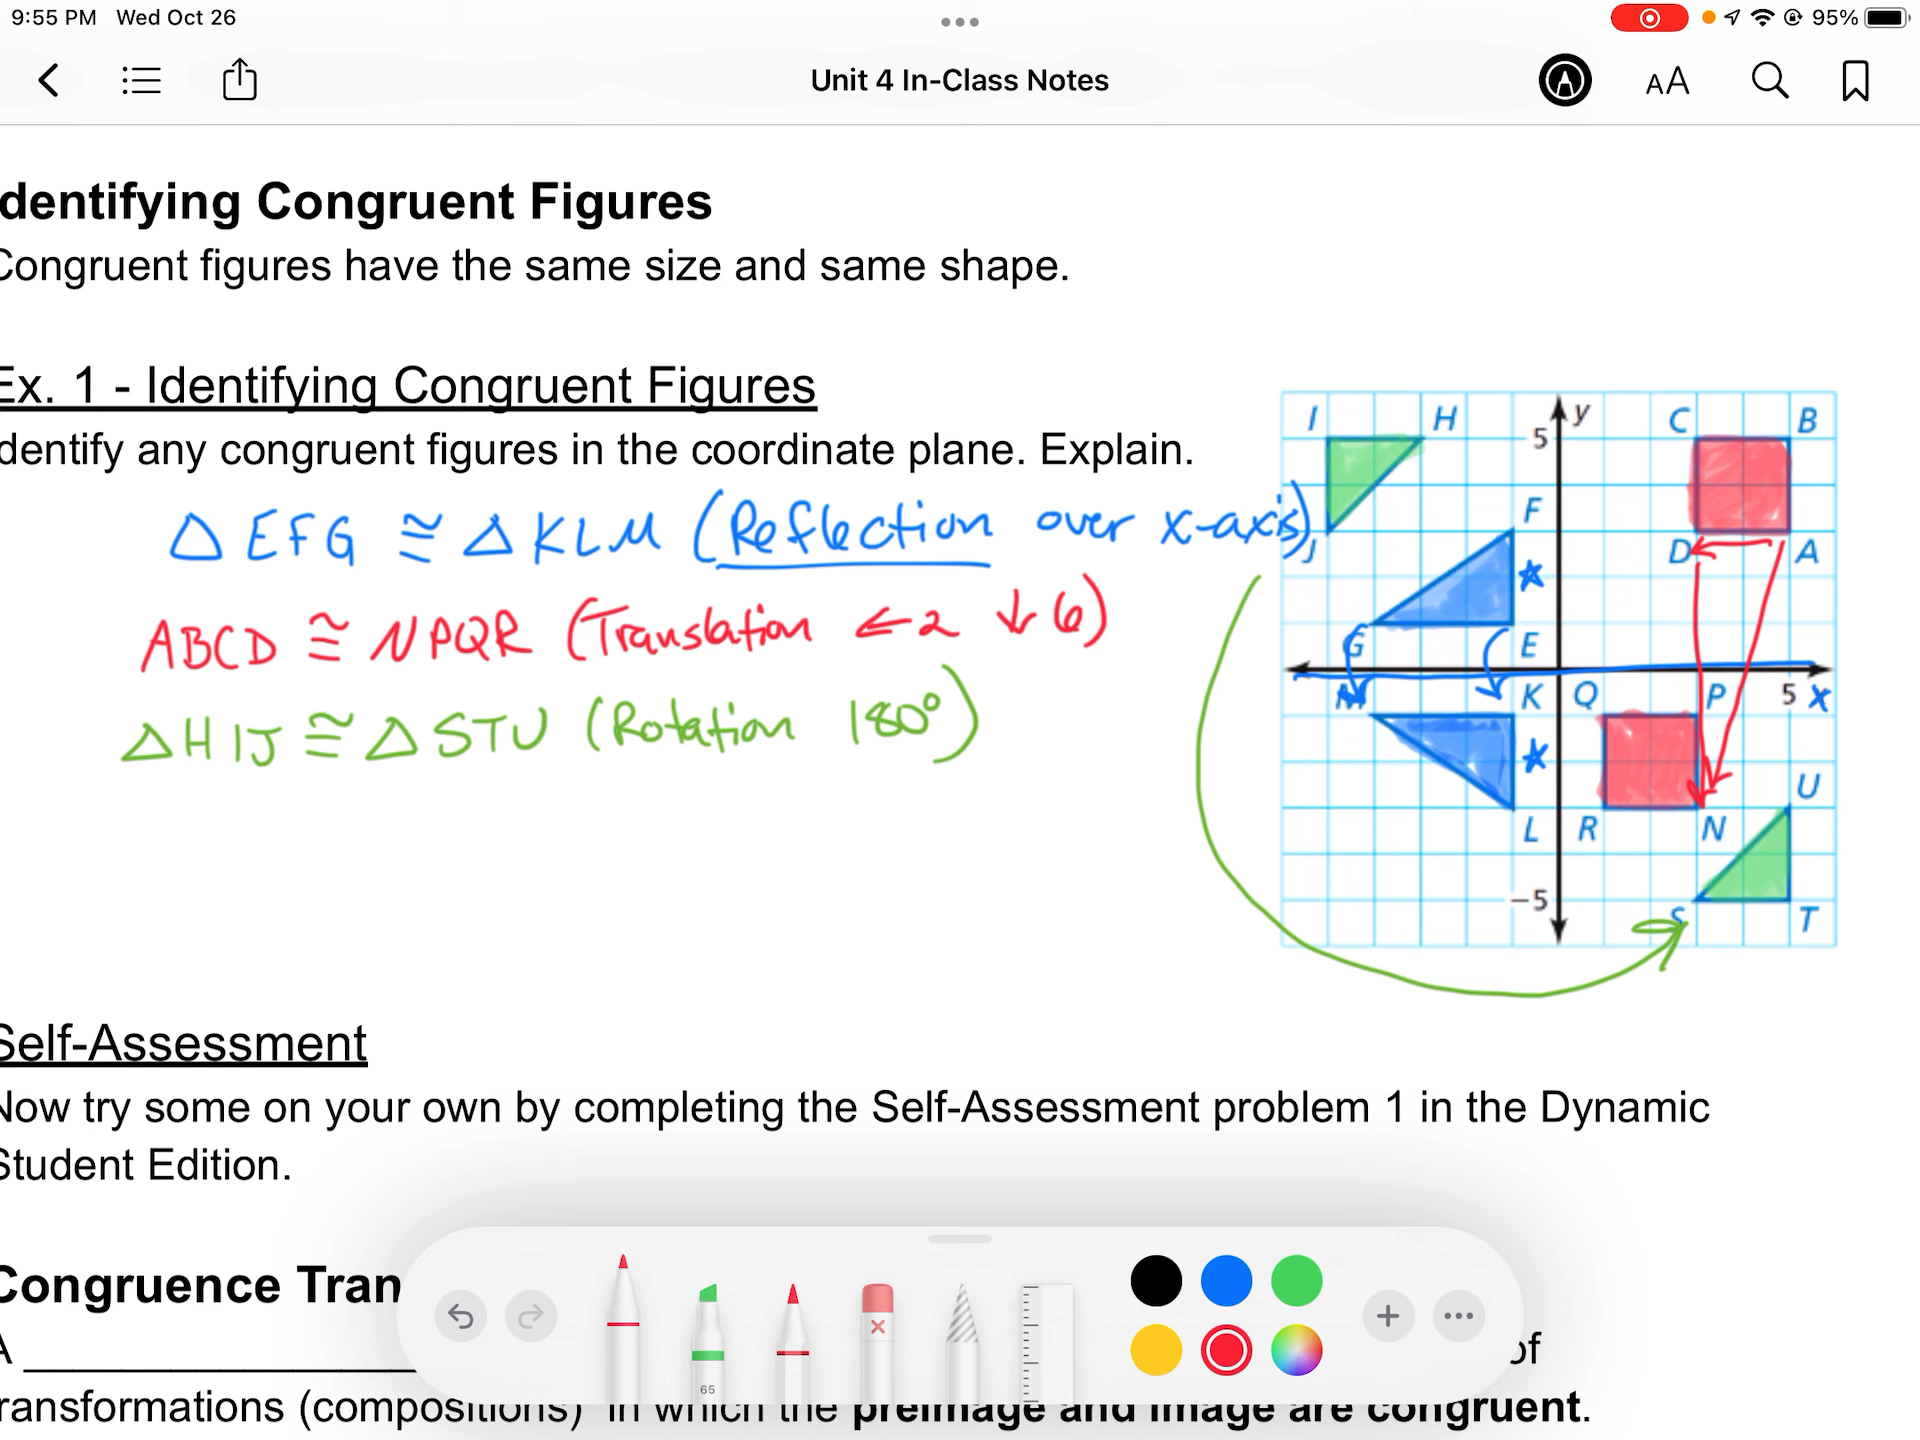 9:55 PM Wed Oct 26
95%
Unit 4 In-Class Notes
AA
dentifying Congruent Figures
Congruent figures have the same size and same shape.
Ex. 1 - Identifying Congruent Figures
dentify any congruent figures in the coordinate plane. Explain.
△ EFG ≅ △ KLM (Reflection over x-axis)
ABCD ≅ NPQR (Translation ← 2 ↓ 6)
△ HIJ ≅ △ STU (Rotation 180°)
I H 5 y C B
F
J D A
G E
M K Q P 5 x
U
L R N
-5
S T
Self-Assessment
Now try some on your own by completing the Self-Assessment problem 1 in the Dynamic
Student Edition.
Congruence Tran
A ____________________ of
ransformations (compositions) in which the preimage and image are congruent.
65